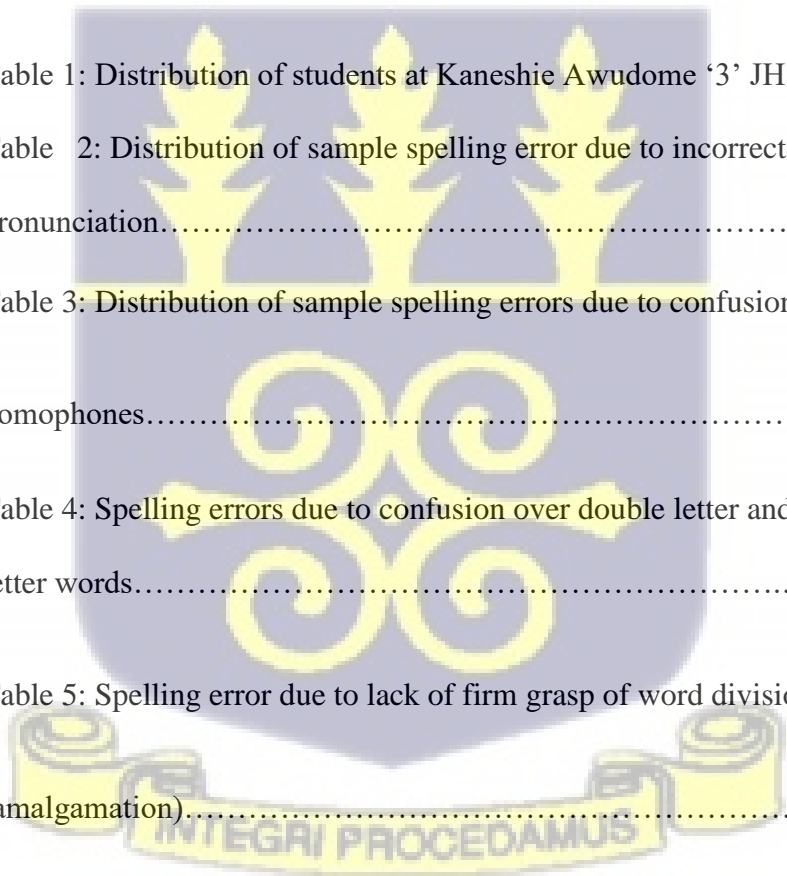 able 1: Distribution of students at Kaneshie Awudome ‘3’ JH
able 2: Distribution of sample spelling error due to incorrect
ronunciation……………………………………………………
able 3: Distribution of sample spelling errors due to confusion
omophones……………………………………………………
able 4: Spelling errors due to confusion over double letter and
etter words……………………………………………………..
able 5: Spelling error due to lack of firm grasp of word divisi
amalgamation)…………………………………………………
INTEGRI PROCEDAMUS